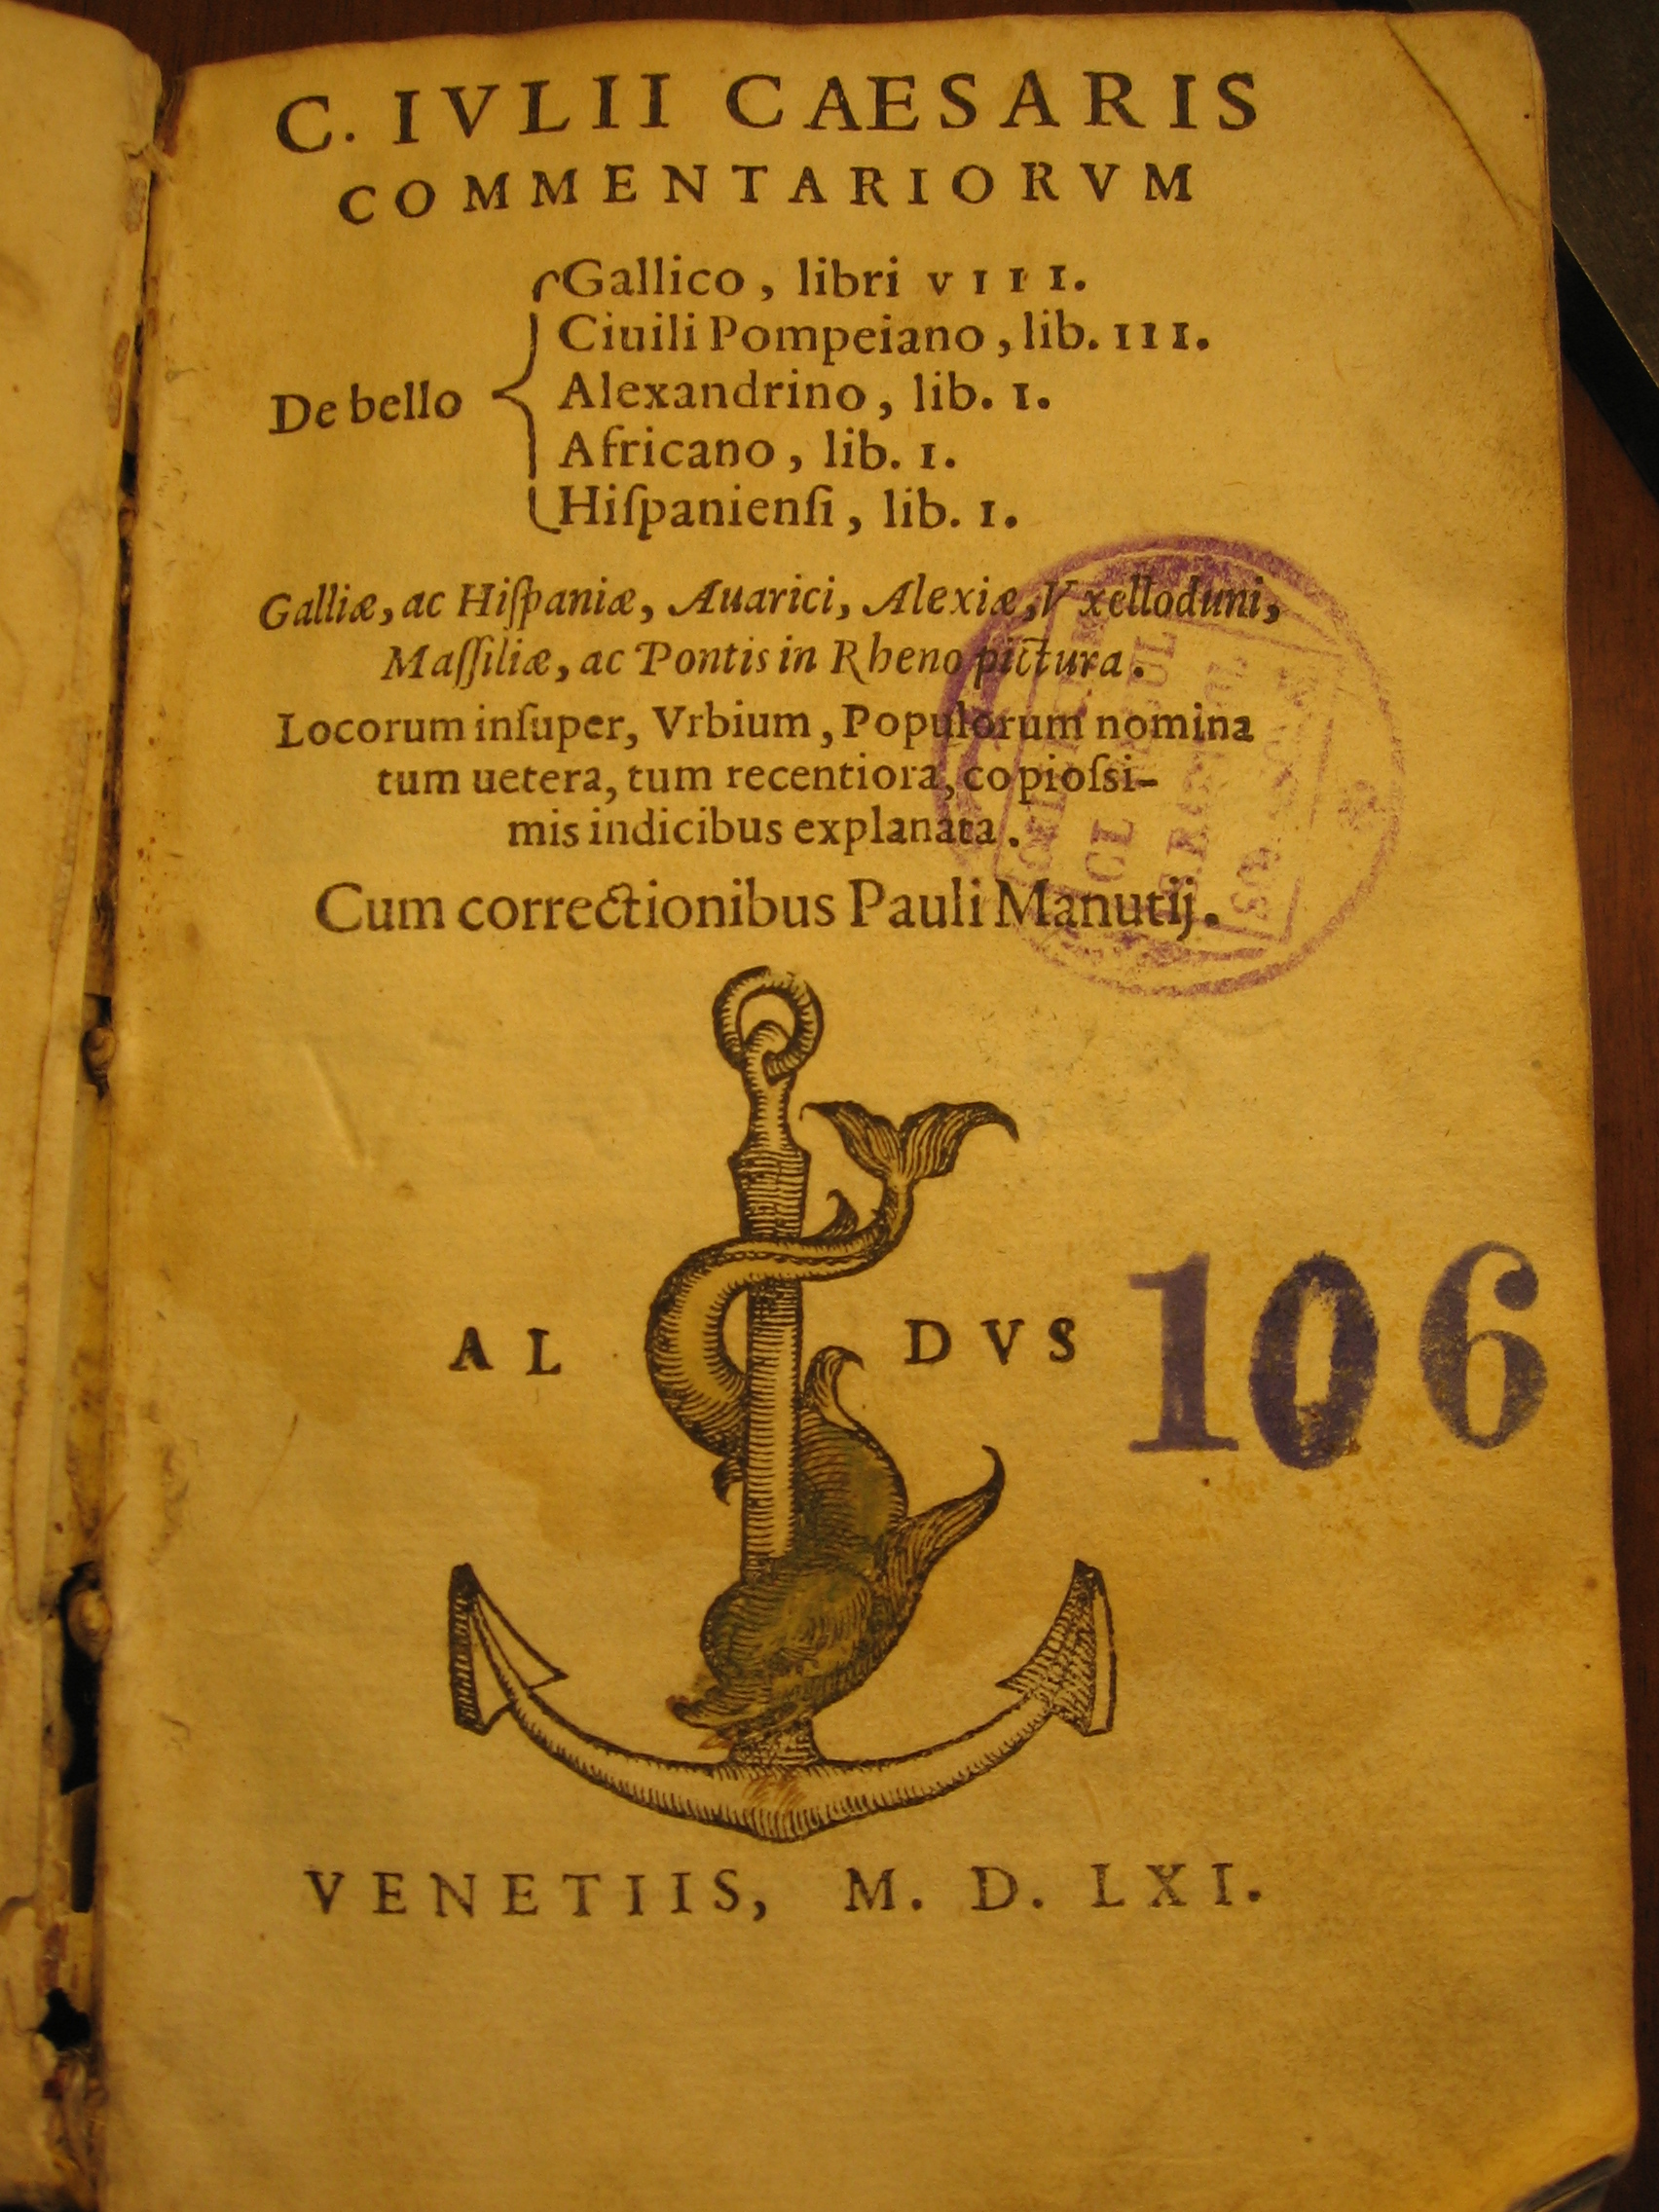 C. IVLII CAESARIS
COMMENTARIORVM
De bello
Gallico, libri VIII.
Ciuili Pompeiano, lib. III.
Alexandrino, lib. I.
Africano, lib. I.
Hiſpanienſi, lib. I.
Galliæ, ac Hiſpaniæ, Auarici, Alexiæ, Vxelloduni,
Maſſiliæ, ac Pontis in Rheno pictura.
Locorum inſuper, Vrbium, Populorum nomina
tum uetera, tum recentiora, copioſsi-
mis indicibus explanata.
Cum correctionibus Pauli Manutij.
ALDVS
106
VENETIIS, M. D. LXI.